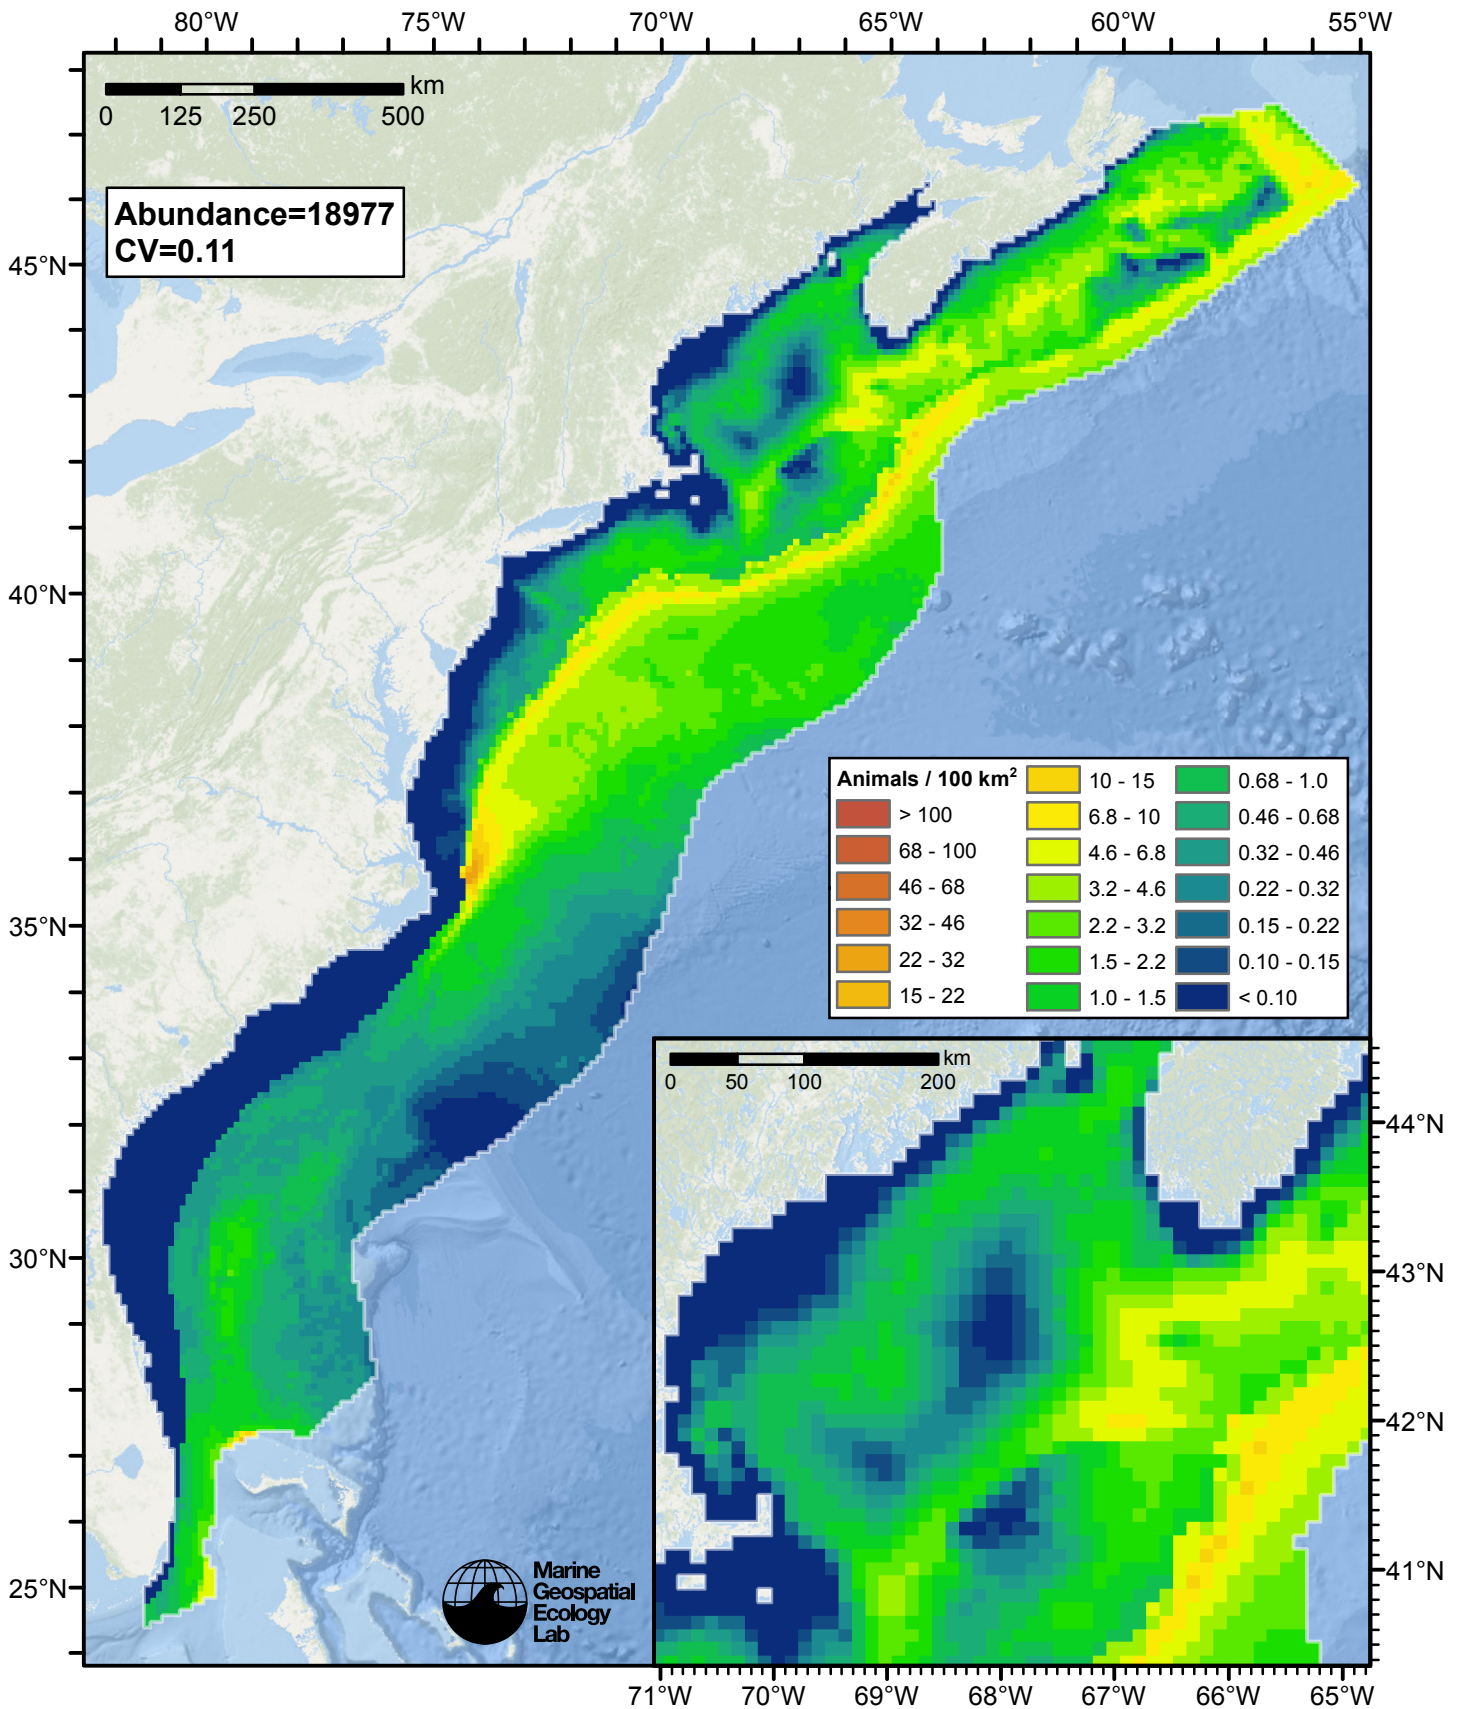 80°W 75°W 70°W 65°W 60°W 55°W
km
0 125 250 500
Abundance=18977
CV=0.11
45°N
40°N
35°N
30°N
25°N
Animals / 100 km²
> 100
68 - 100
46 - 68
32 - 46
22 - 32
15 - 22
10 - 15
6.8 - 10
4.6 - 6.8
3.2 - 4.6
2.2 - 3.2
1.5 - 2.2
1.0 - 1.5
0.68 - 1.0
0.46 - 0.68
0.32 - 0.46
0.22 - 0.32
0.15 - 0.22
0.10 - 0.15
< 0.10
km
0 50 100 200
44°N
43°N
42°N
41°N
Marine
Geospatial
Ecology
Lab
71°W 70°W 69°W 68°W 67°W 66°W 65°W